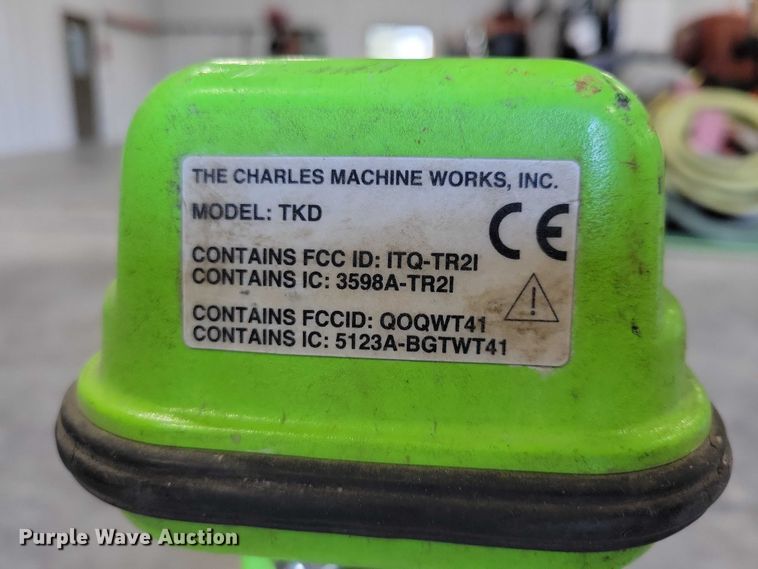 THE CHARLES MACHINE WORKS, INC.
MODEL: TKD
CE
CONTAINS FCC ID: ITQ-TR2I
CONTAINS IC: 3598A-TR2I
CONTAINS FCCID: QOQWT41
CONTAINS IC: 5123A-BGTWT41
Purple Wave Auction